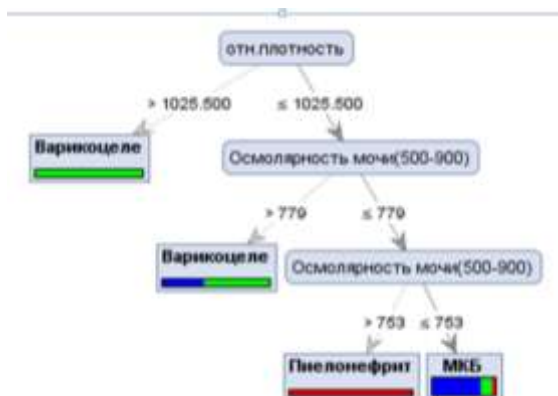 отн.плотность
> 1025.500 ≤ 1025.500
Варикоцеле
Осмолярность мочи(500-900)
> 779 ≤ 779
Варикоцеле
Осмолярность мочи(500-900)
> 753 ≤ 753
Пиелонефрит МКБ